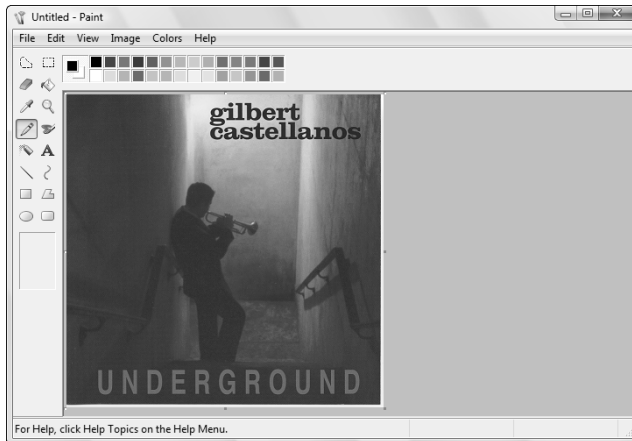 Untitled - Paint
File Edit View Image Colors Help
A
gilbert
castellanos
UNDERGROUND
For Help, click Help Topics on the Help Menu.